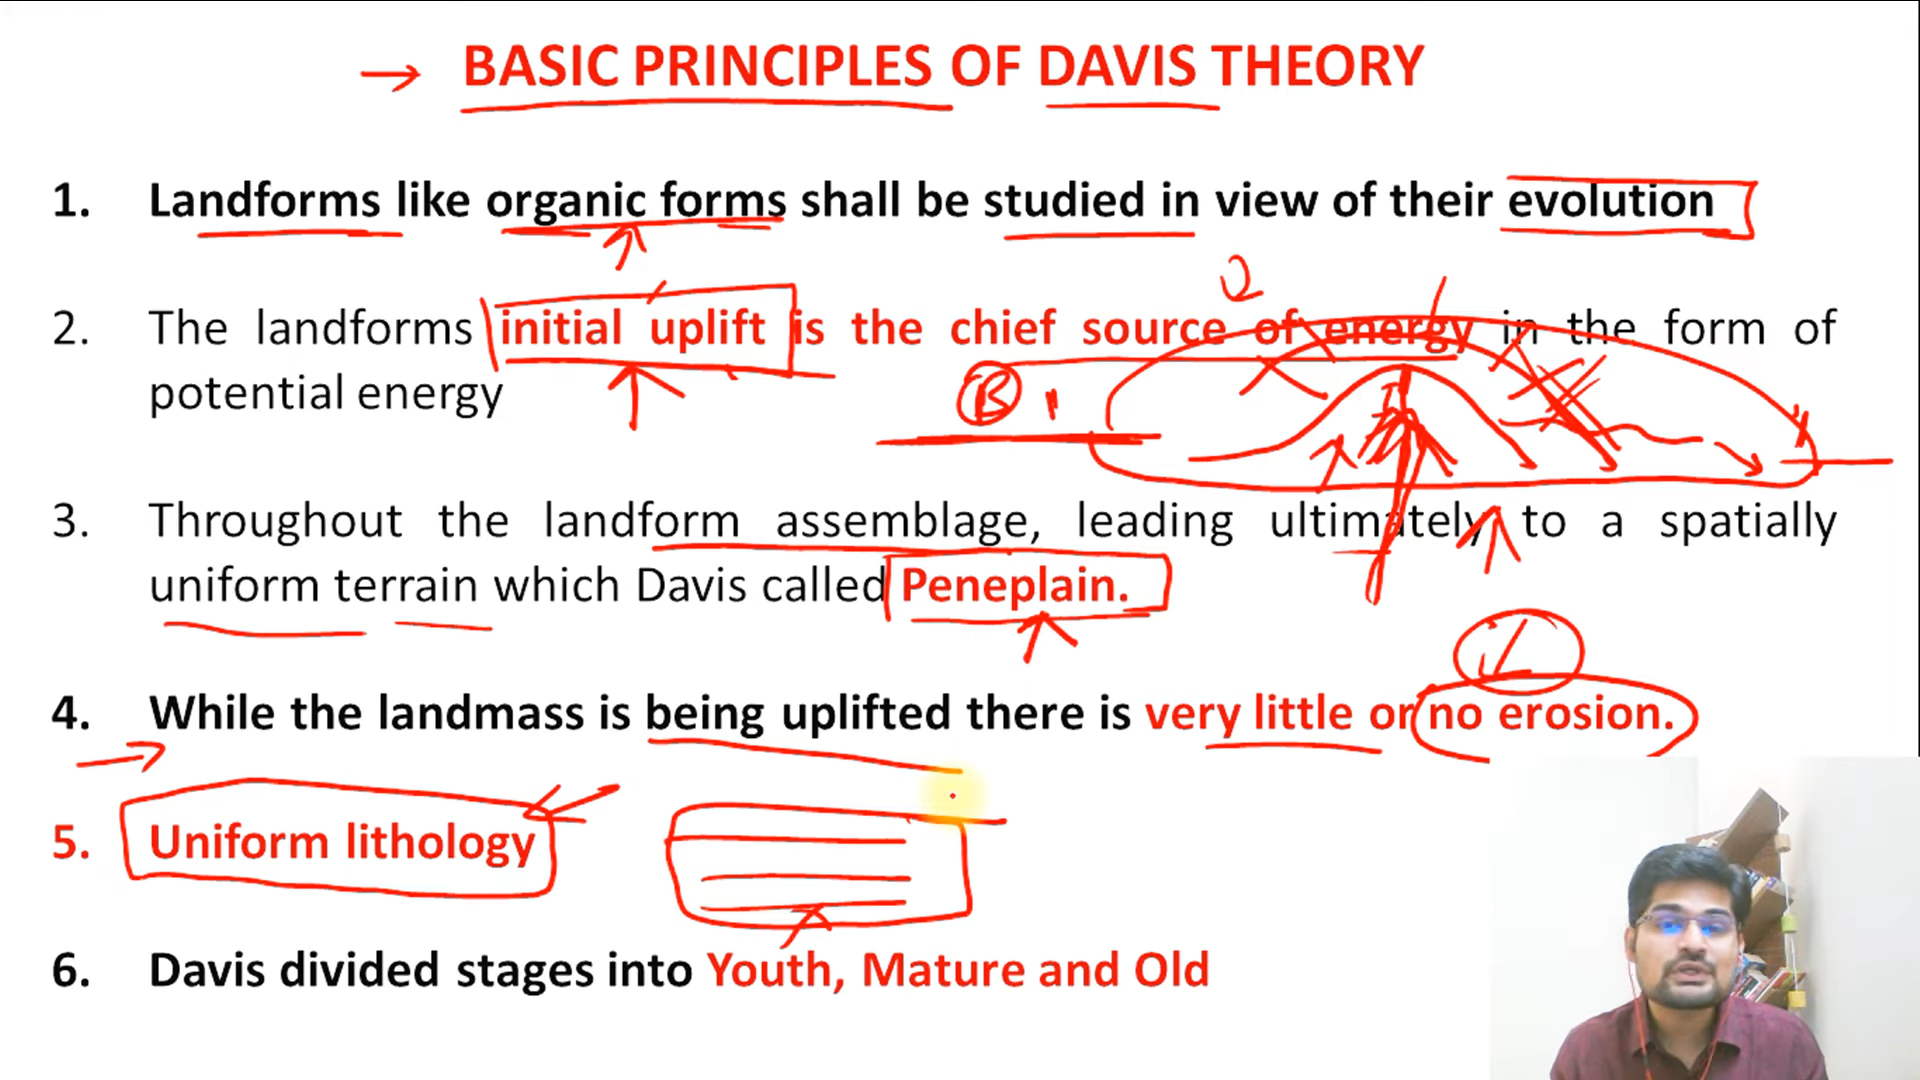 BASIC PRINCIPLES OF DAVIS THEORY
1. Landforms like organic forms shall be studied in view of their evolution
2. The landforms initial uplift is the chief source of energy in the form of
potential energy
B
3. Throughout the landform assemblage, leading ultimately to a spatially
uniform terrain which Davis called Peneplain.
4. While the landmass is being uplifted there is very little or no erosion.
5. Uniform lithology
6. Davis divided stages into Youth, Mature and Old